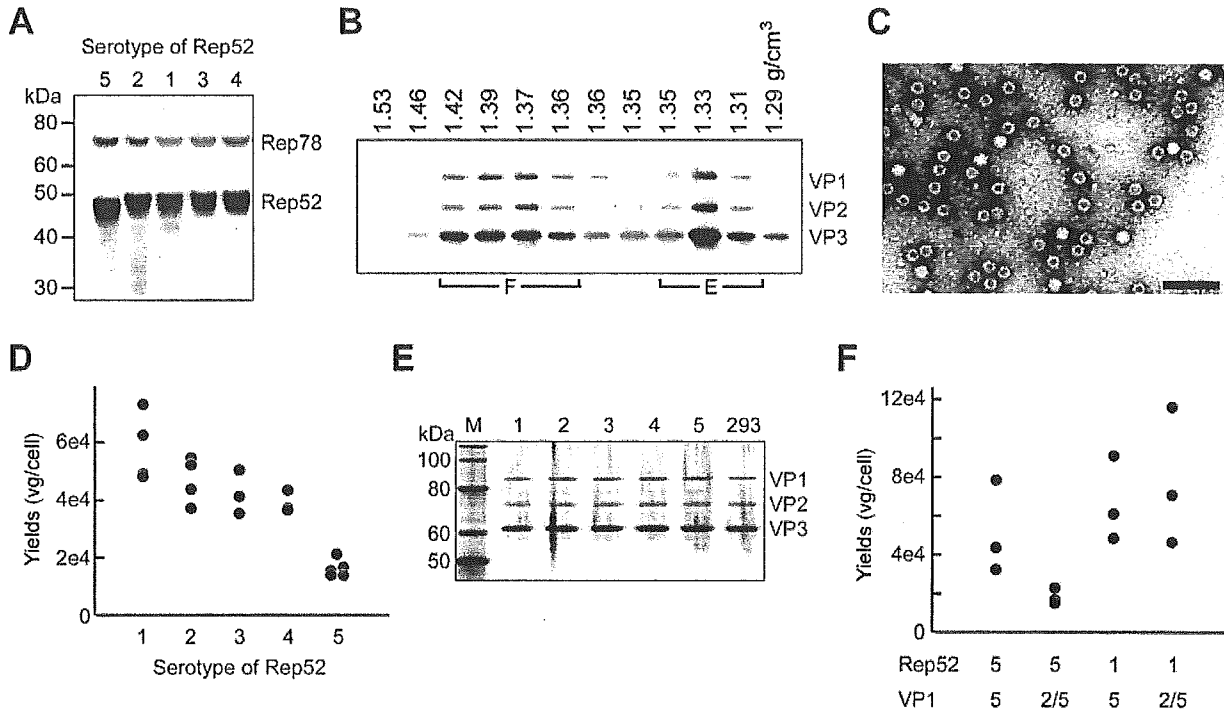 A
Serotype of Rep52
5 2 1 3 4
kDa
80
60
50
40
30
Rep78
Rep52
B
1.53 1.46 1.42 1.39 1.37 1.36 1.36 1.35 1.35 1.33 1.31 1.29 g/cm³
VP1
VP2
VP3
F E
C
D
Yields (vg/cell)
6e4
4e4
2e4
0
1 2 3 4 5
Serotype of Rep52
E
M 1 2 3 4 5 293
kDa
100
80
60
50
VP1
VP2
VP3
F
Yields (vg/cell)
12e4
8e4
4e4
0
Rep52 5 5 1 1
VP1 5 2/5 5 2/5